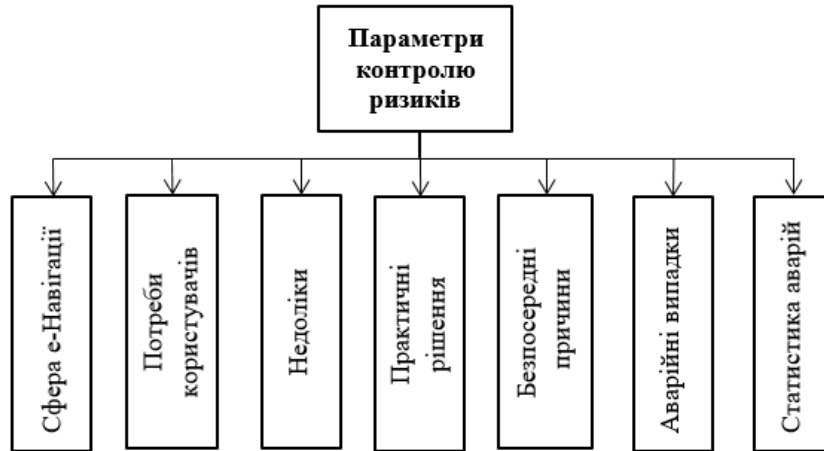 Параметри
контролю
ризиків
Сфера е-Навігації
Потреби
користувачів
Недоліки
Практичні
рішення
Безпосередні
причини
Аварійні випадки
Статистика аварій